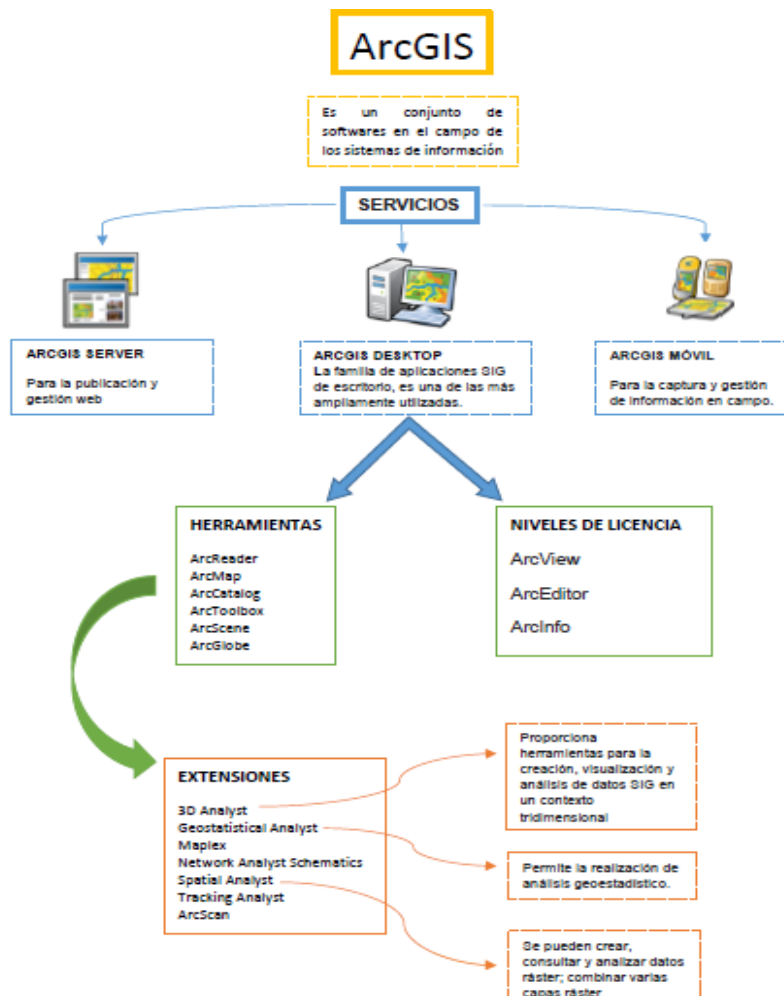 ArcGIS
Es un conjunto de
softwares en el campo de
los sistemas de información
SERVICIOS
ARCGIS SERVER
Para la publicación y
gestión web
ARCGIS DESKTOP
La familia de aplicaciones SIG
de escritorio, es una de las más
ampliamente utilizadas.
ARCGIS MÓVIL
Para la captura y gestión
de información en campo.
HERRAMIENTAS
ArcReader
ArcMap
ArcCatalog
ArcToolbox
ArcScene
ArcGlobe
NIVELES DE LICENCIA
ArcView
ArcEditor
ArcInfo
EXTENSIONES
3D Analyst
Geostatistical Analyst
Maplex
Network Analyst Schematics
Spatial Analyst
Tracking Analyst
ArcScan
Proporciona
herramientas para la
creación, visualización y
análisis de datos SIG en
un contexto
tridimensional
Permite la realización de
análisis geoestadístico.
Se pueden crear,
consultar y analizar datos
ráster; combinar varias
capas ráster